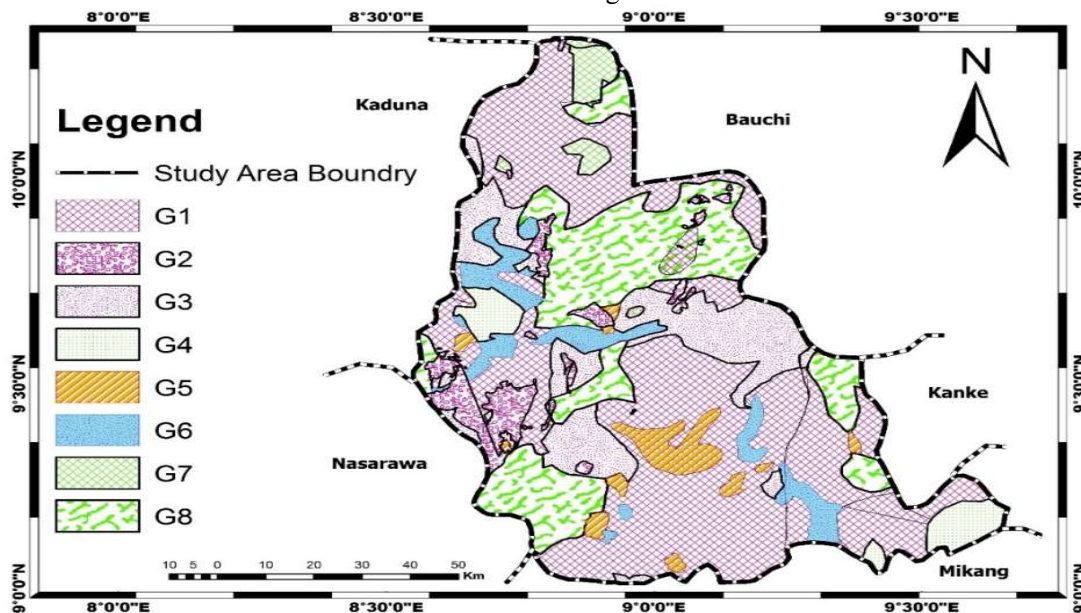 8°0'0"E 8°30'0"E 9°0'0"E 9°30'0"E
Kaduna
Bauchi
N
Legend
Study Area Boundry
G1
G2
G3
G4
G5
G6
G7
G8
10°0'0"N
10°0'0"N
9°30'0"N
9°30'0"N
Kanke
Nasarawa
Mikang
10 5 0 10 20 30 40 50
Km
9°0'0"N
9°0'0"N
8°0'0"E 8°30'0"E 9°0'0"E 9°30'0"E